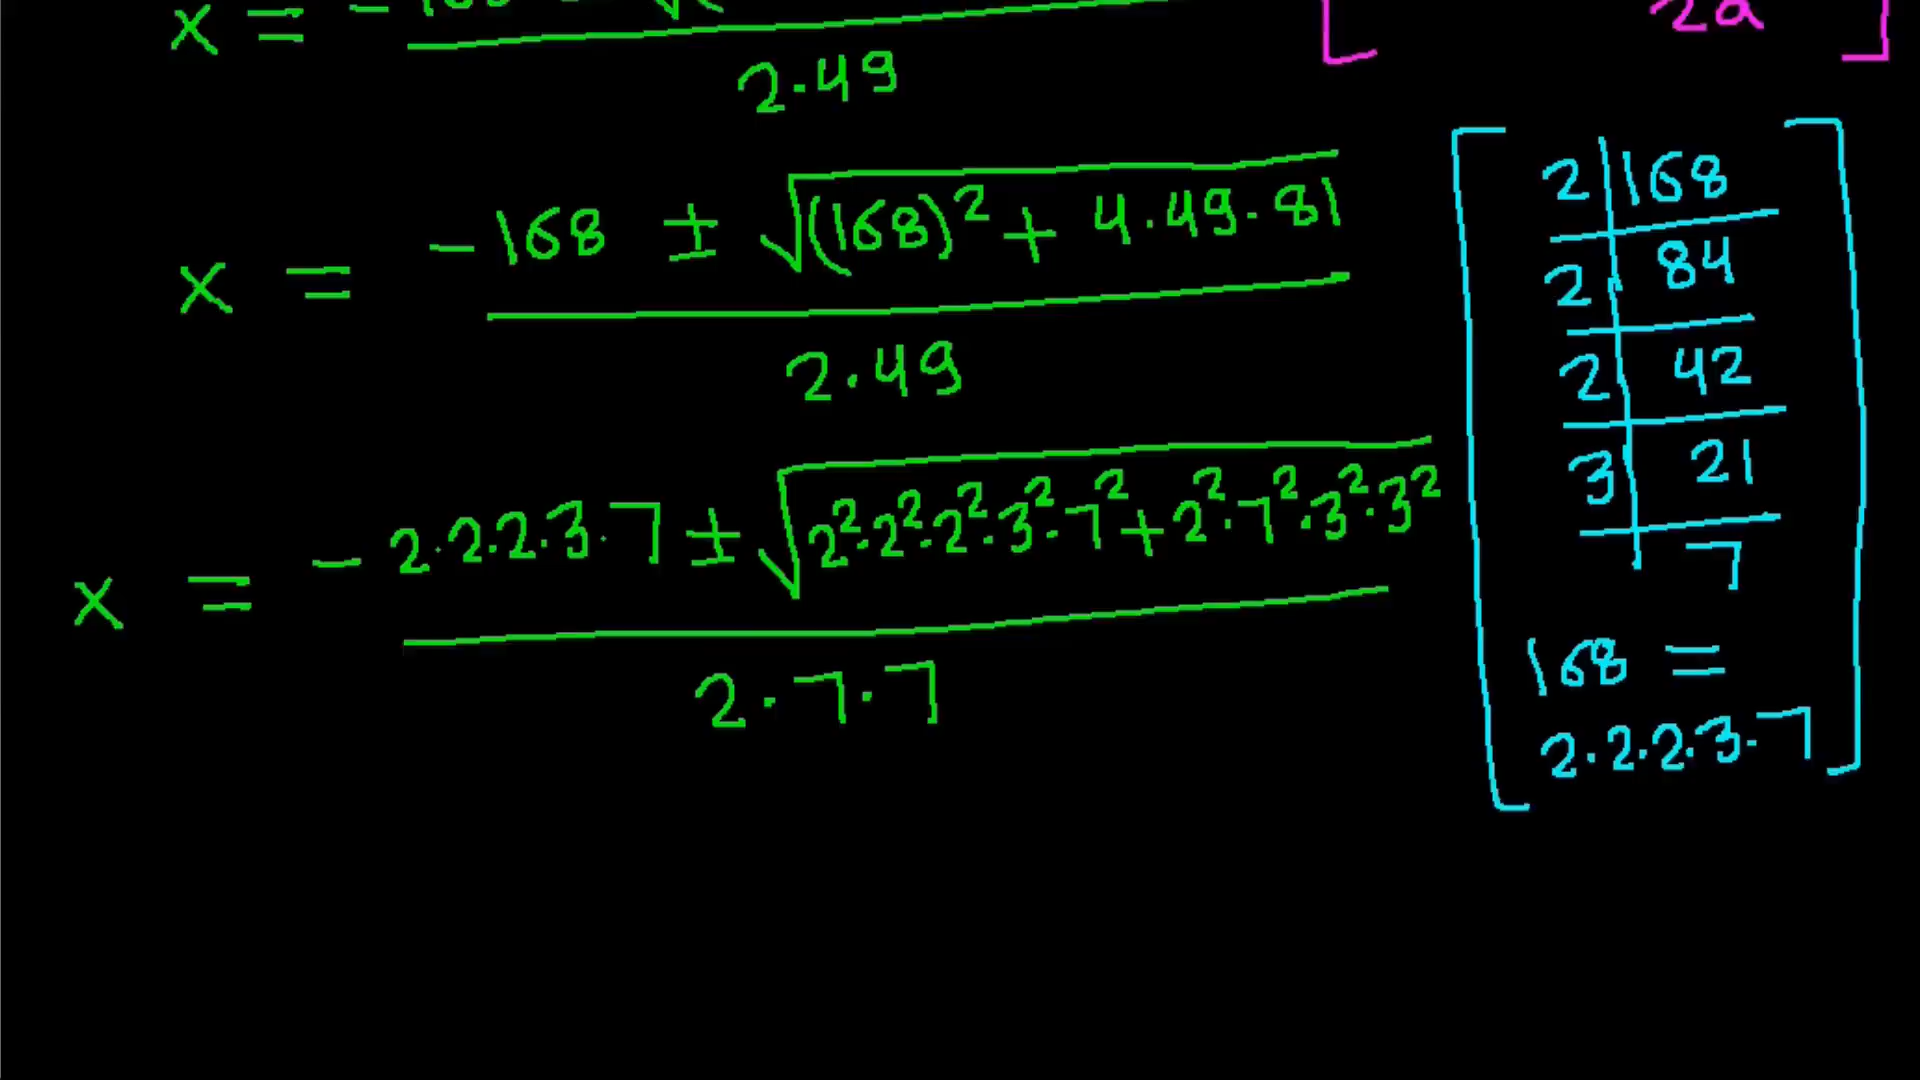 x =
2.49
2a
x = -168 ± √(168)² + 4.49.81
2.49
x = -2.2.2.3.7 ± √2².2².2².3².7² + 2².7².3².3²
2.7.7
2 168
2 84
2 42
3 21
7
168 =
2.2.2.3.7